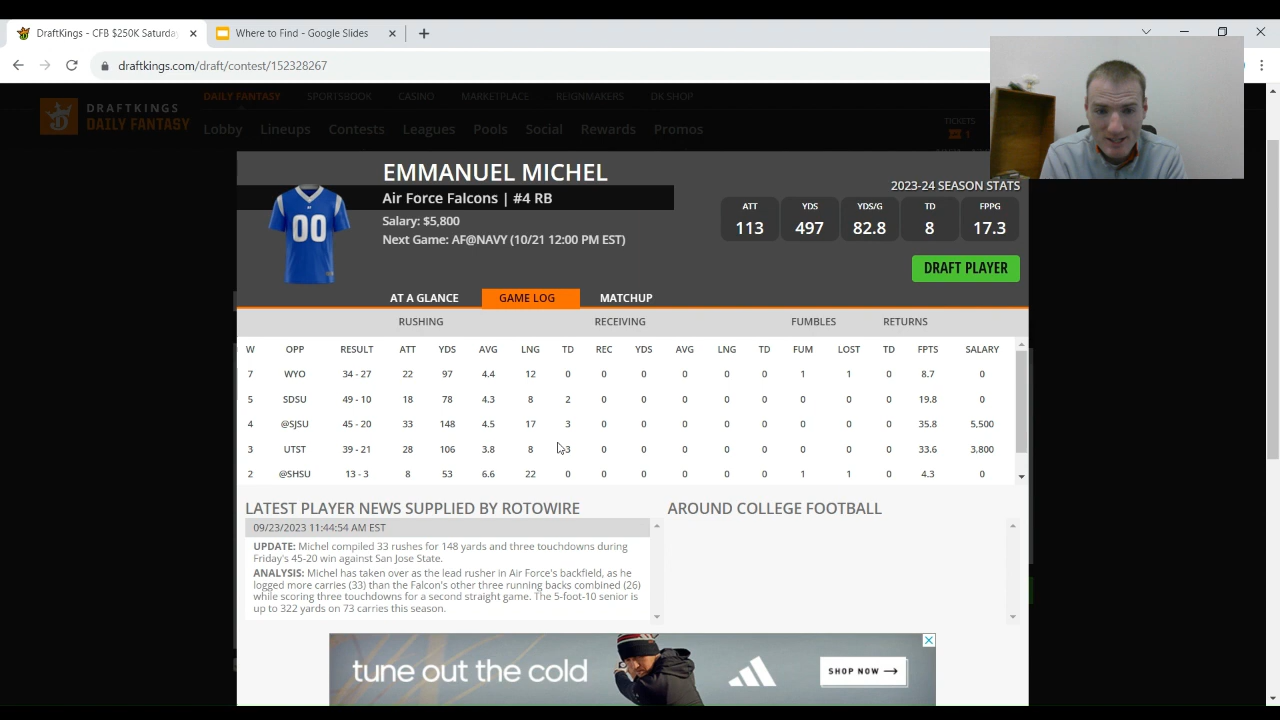 DraftKings - CFB $250K Saturda
Where to Find - Google Slides
draftkings.com/draft/contest/152328267
DRAFTKINGS
DAILY FANTASY
DAILY FANTASY SPORTSBOOK CASINO MARKETPLACE REIGNMAKERS DK SHOP
Lobby Lineups Contests Leagues Pools Social Rewards Promos
TICKETS
1
EMMANUEL MICHEL
Air Force Falcons | #4 RB
Salary: $5,800
Next Game: AF@NAVY (10/21 12:00 PM EST)
00
2023-24 SEASON STATS
ATT YDS YDS/G TD FPPG
113 497 82.8 8 17.3
DRAFT PLAYER
AT A GLANCE GAME LOG MATCHUP
RUSHING RECEIVING FUMBLES RETURNS
W OPP RESULT ATT YDS AVG LNG TD REC YDS AVG LNG TD FUM LOST TD FPTS SALARY
7 WYO 34 - 27 22 97 4.4 12 0 0 0 0 0 0 1 1 0 8.7 0
5 SDSU 49 - 10 18 78 4.3 8 2 0 0 0 0 0 0 0 0 19.8 0
4 @SJSU 45 - 20 33 148 4.5 17 3 0 0 0 0 0 0 0 0 35.8 5,500
3 UTST 39 - 21 28 106 3.8 8 3 0 0 0 0 0 0 0 0 33.6 3,800
2 @SHSU 13 - 3 8 53 6.6 22 0 0 0 0 0 0 1 1 0 4.3 0
LATEST PLAYER NEWS SUPPLIED BY ROTOWIRE
09/23/2023 11:44:54 AM EST
UPDATE: Michel compiled 33 rushes for 148 yards and three touchdowns during
Friday's 45-20 win against San Jose State.
ANALYSIS: Michel has taken over as the lead rusher in Air Force's backfield, as he
logged more carries (33) than the Falcon's other three running backs combined (26)
while scoring three touchdowns for a second straight game. The 5-foot-10 senior is
up to 322 yards on 73 carries this season.
AROUND COLLEGE FOOTBALL
tune out the cold
SHOP NOW